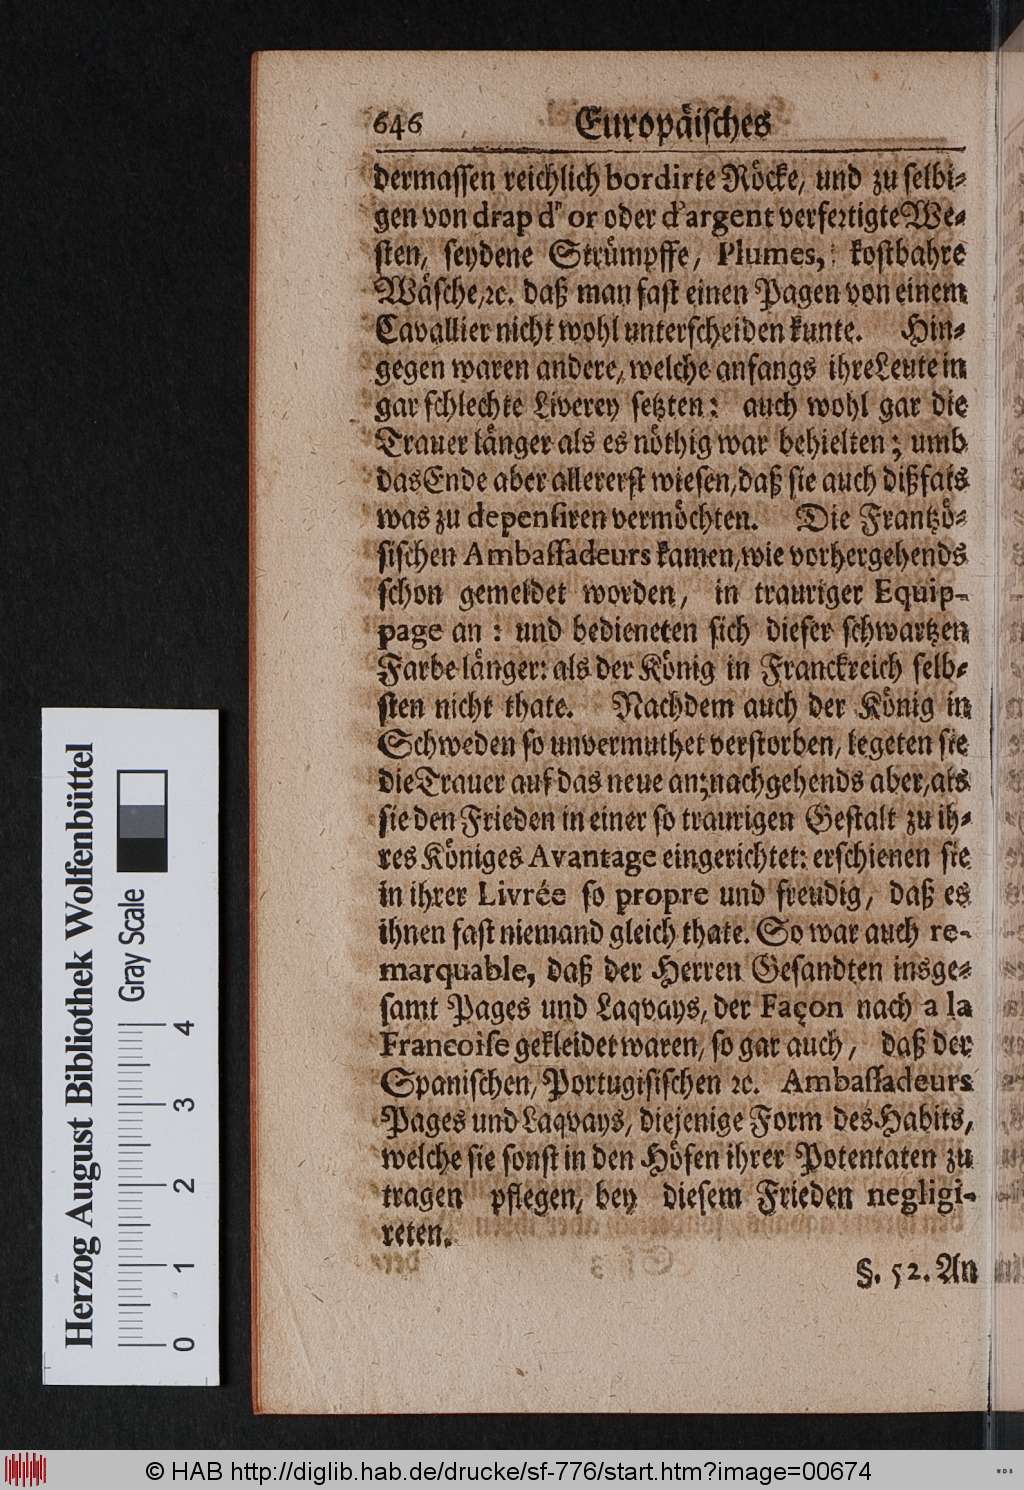 646 Europäiſches
dermaſſen reichlich bordirte Röcke, und zu ſelbi-
gen von drap d' or oder d'argent verfertigte We-
ſten, ſeydene Strümpffe, Plumes, koſtbahre
Wäſche, ꝛc. daß man faſt einen Pagen von einem
Cavallier nicht wohl unterſcheiden kunte. Hin-
gegen waren andere, welche anfangs ihre Leute in
gar ſchlechte Liverey ſetzten: auch wohl gar die
Trauer länger als es nöthig war behielten; umb
das Ende aber allererſt wieſen, daß ſie auch dißfals
was zu depenſiren vermöchten. Die Frantzö-
ſiſchen Ambaſſadeurs kamen, wie vorhergehends
ſchon gemeldet worden, in trauriger Equip-
page an: und bedieneten ſich dieſer ſchwartzen
Farbe länger: als der König in Franckreich ſelb-
ſten nicht thate. Nachdem auch der König in
Schweden ſo unvermuthet verſtorben, legeten ſie
die Trauer auf das neue an; nachgehends aber, als
ſie den Frieden in einer ſo traurigen Geſtalt zu ih-
res Königes Avantage eingerichtet: erſchienen ſie
in ihrer Livrée ſo propre und freudig, daß es
ihnen faſt niemand gleich thate. So war auch re-
marquable, daß der Herren Geſandten insge-
ſamt Pages und Laqvays, der Façon nach a la
Francoiſe gekleidet waren, ſo gar auch, daß der
Spaniſchen, Portugiſiſchen ꝛc. Ambaſſadeurs
Pages und Laqvays, diejenige Form des Habits,
welche ſie ſonſt in den Höfen ihrer Potentaten zu
tragen pflegen, bey dieſem Frieden negligi-
reten.
§. 52. An
Herzog August Bibliothek Wolfenbüttel
Gray Scale
0 1 2 3 4
© HAB http://diglib.hab.de/drucke/sf-776/start.htm?image=00674